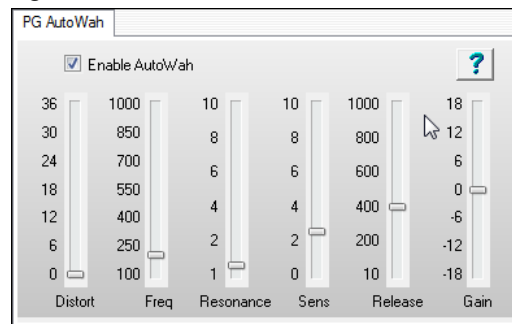 PG AutoWah
Enable AutoWah
?
36 1000 10 10 1000 18
30 850 8 8 800 12
24 700 6 6 600 6
18 550 4 4 400 0
12 400 2 2 200 -6
6 250 1 0 10 -12
0 100 -18
Distort Freq Resonance Sens Release Gain